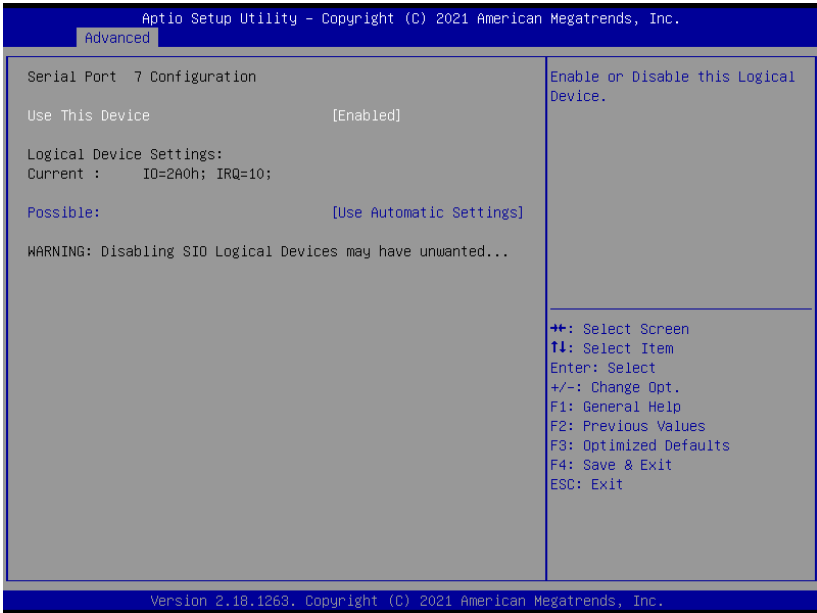 Aptio Setup Utility – Copyright (C) 2021 American Megatrends, Inc.
Advanced
Serial Port 7 Configuration
Use This Device [Enabled]
Logical Device Settings:
Current : IO=2A0h; IRQ=10;
Possible: [Use Automatic Settings]
WARNING: Disabling SIO Logical Devices may have unwanted...
Enable or Disable this Logical
Device.
→←: Select Screen
↑↓: Select Item
Enter: Select
+/-: Change Opt.
F1: General Help
F2: Previous Values
F3: Optimized Defaults
F4: Save & Exit
ESC: Exit
Version 2.18.1263. Copyright (C) 2021 American Megatrends, Inc.